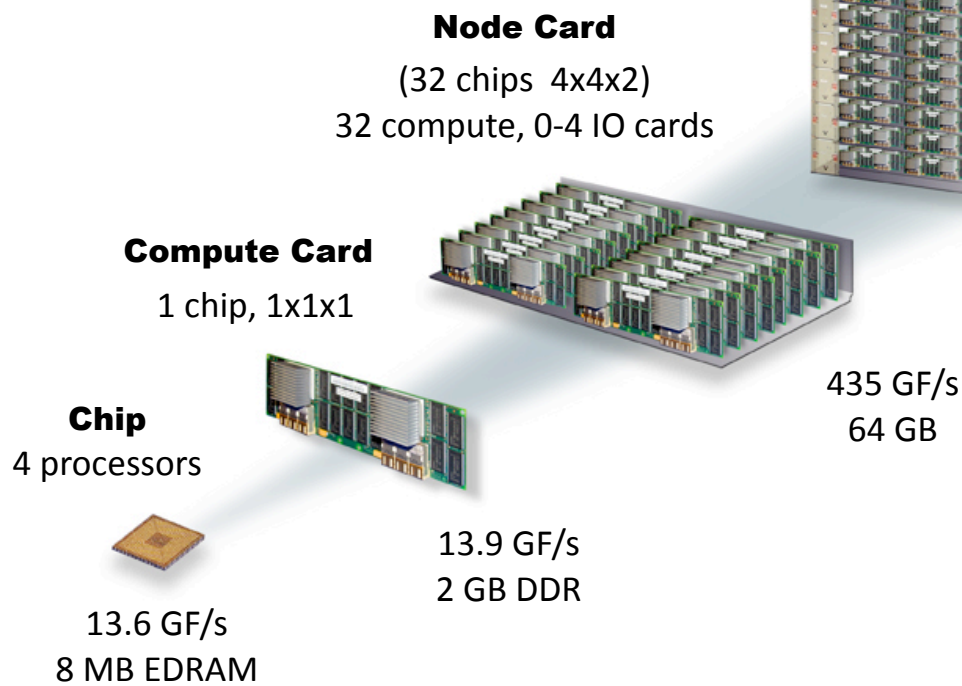 Node Card
(32 chips 4x4x2)
32 compute, 0-4 IO cards
Compute Card
1 chip, 1x1x1
435 GF/s
64 GB
Chip
4 processors
13.9 GF/s
2 GB DDR
13.6 GF/s
8 MB EDRAM